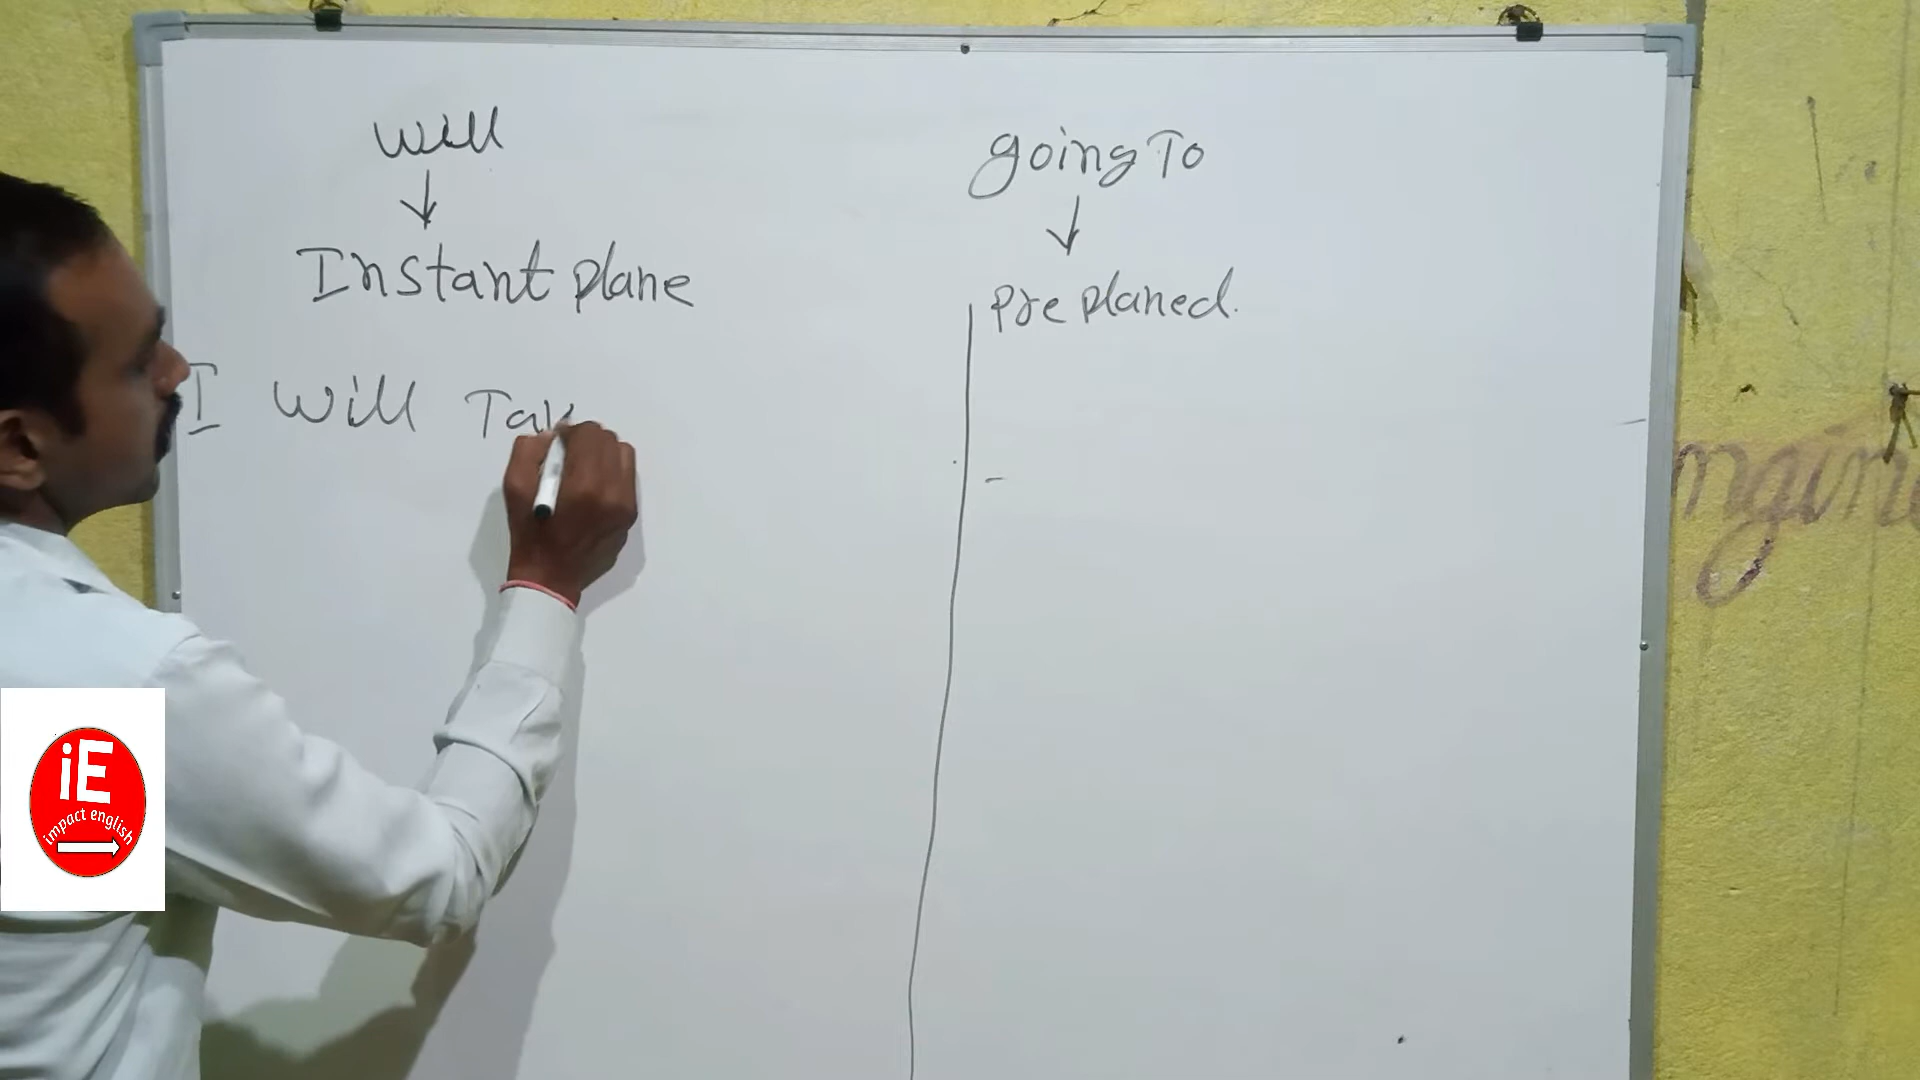 Will
going To
Instant plane
Pre planed.
I Will Tak
iE
impact english